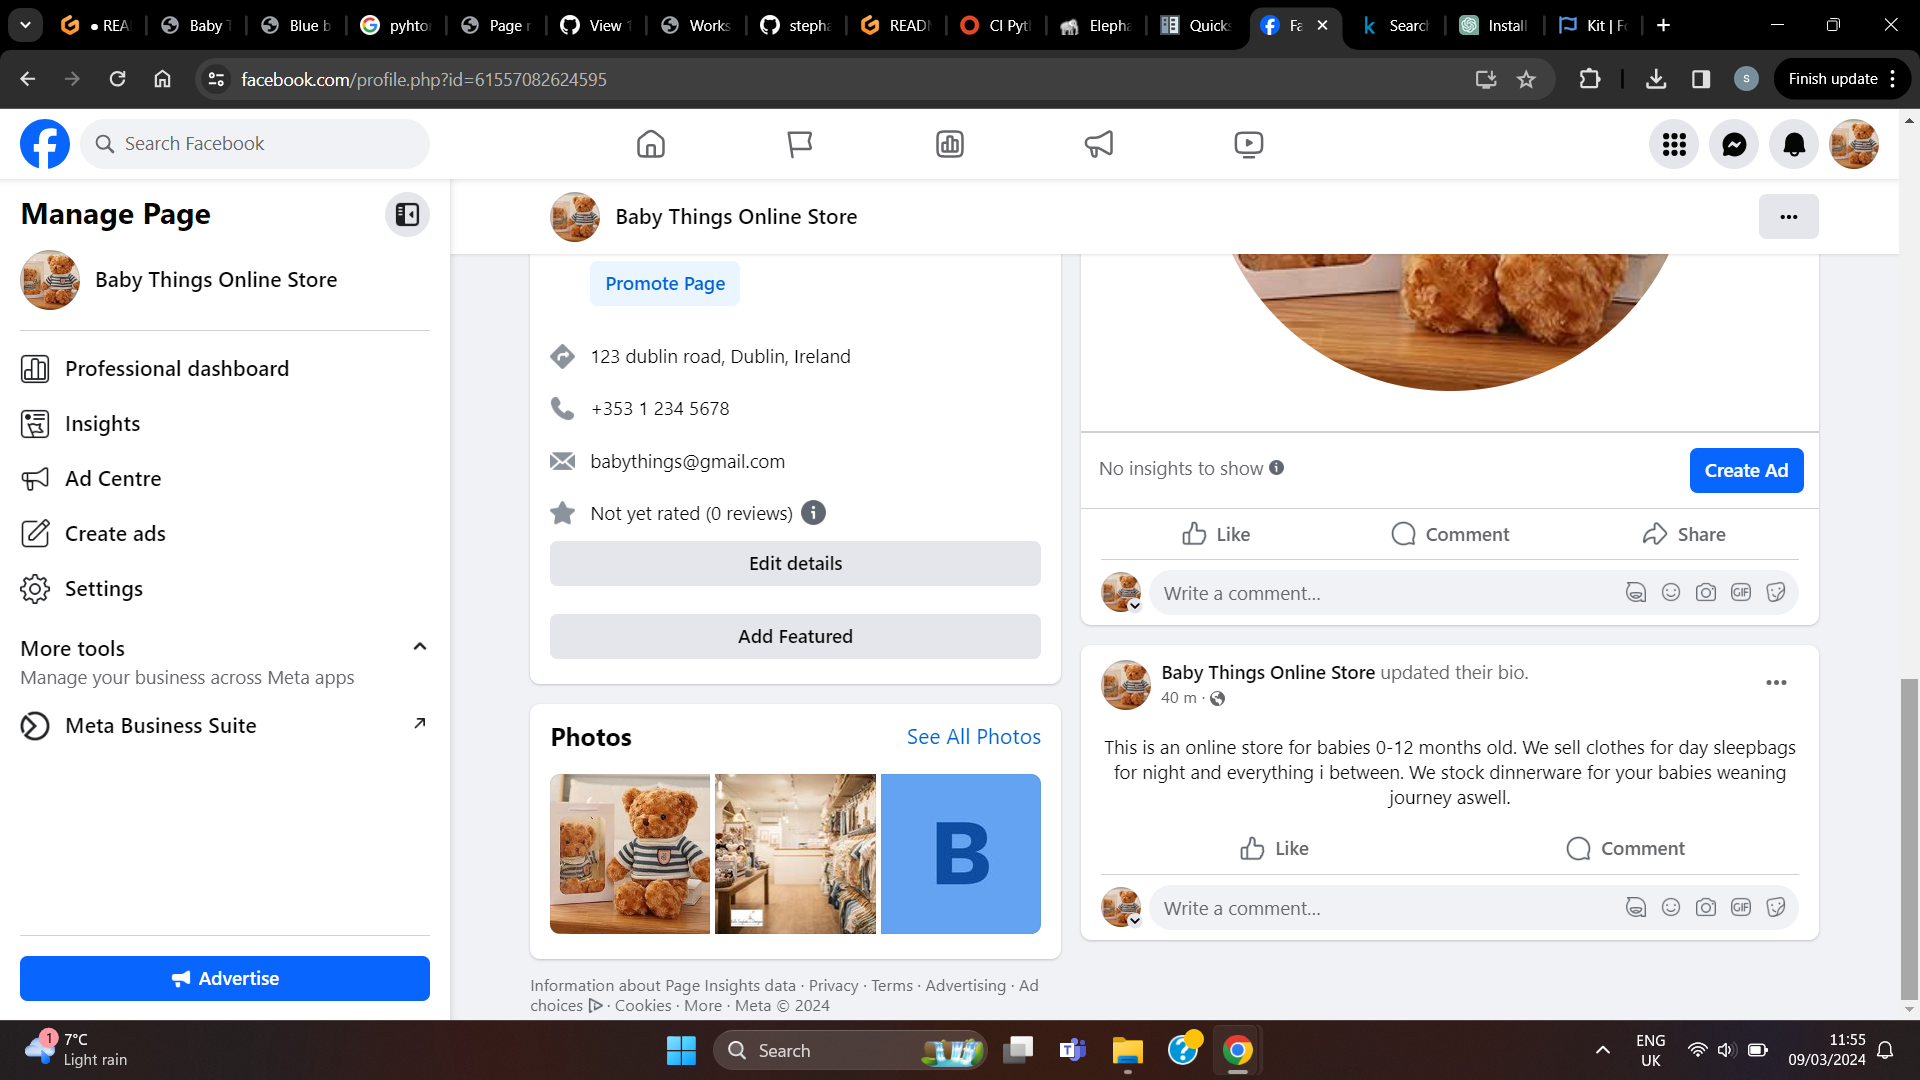 REA
Baby T
Blue b
pyhto
Page n
View 1
Works
stepha
READ
CI Pyt
Elepha
Quicks
Fa
k
Search
Install
Kit | F
facebook.com/profile.php?id=61557082624595
S
Finish update
Search Facebook
Manage Page
Baby Things Online Store
Professional dashboard
Insights
Ad Centre
Create ads
Settings
More tools
Manage your business across Meta apps
Meta Business Suite
Advertise
Baby Things Online Store
Promote Page
123 dublin road, Dublin, Ireland
+353 1 234 5678
babythings@gmail.com
Not yet rated (0 reviews)
Edit details
Add Featured
Photos
See All Photos
B
Information about Page Insights data · Privacy · Terms · Advertising · Ad
choices · Cookies · More · Meta © 2024
No insights to show
Create Ad
Like
Comment
Share
Write a comment...
GIF
Baby Things Online Store updated their bio.
40 m ·
This is an online store for babies 0-12 months old. We sell clothes for day sleepbags
for night and everything i between. We stock dinnerware for your babies weaning
journey aswell.
Like
Comment
Write a comment...
GIF
1
7°C
Light rain
Search
ENG
UK
11:55
09/03/2024